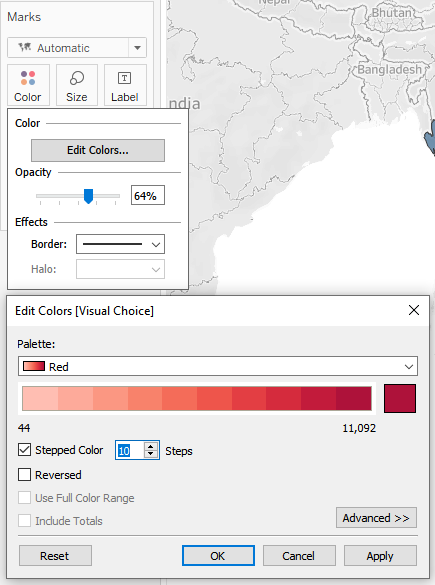 Marks
Automatic
Color
Size
T
Label
Color
Edit Colors...
Opacity
64%
Effects
Border:
Halo:
Nepal
Bhutan
Bangladesh
ndia
Edit Colors [Visual Choice]
Palette:
Red
44
11,092
Stepped Color
10
Steps
Reversed
Use Full Color Range
Include Totals
Advanced >>
Reset
OK
Cancel
Apply